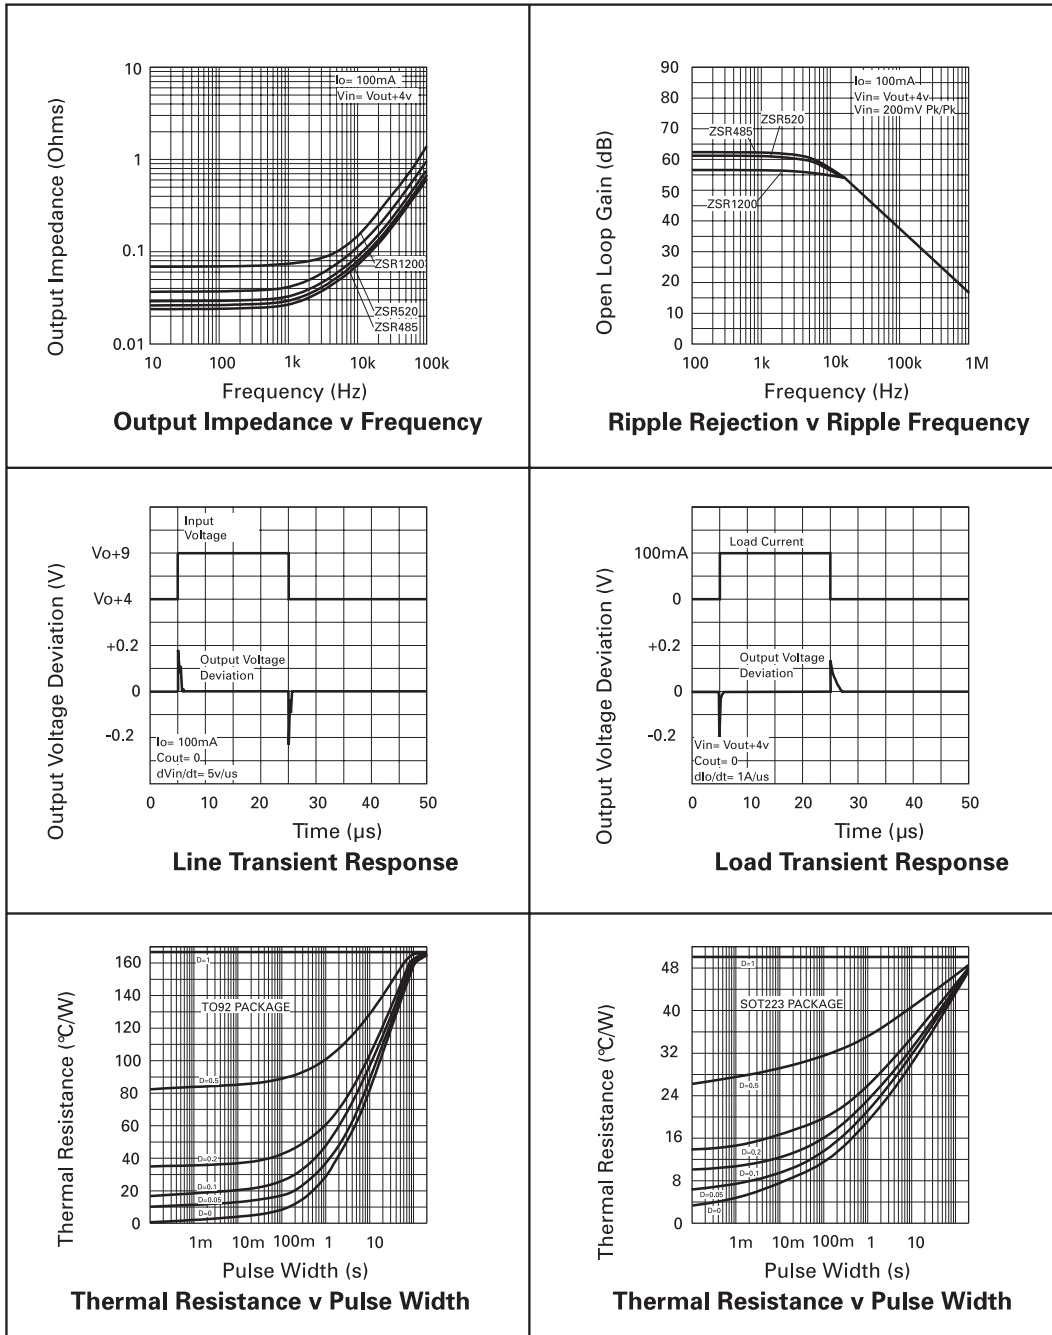 10
1
0.1
0.01
Output Impedance (Ohms)
Io= 100mA
Vin= Vout+4v
ZSR1200
ZSR520
ZSR485
10 100 1k 10k 100k
Frequency (Hz)
Output Impedance v Frequency
90
80
70
60
50
40
30
20
10
0
Open Loop Gain (dB)
Io= 100mA
Vin= Vout+4v
Vin= 200mV Pk/Pk
ZSR520
ZSR485
ZSR1200
100 1k 10k 100k 1M
Frequency (Hz)
Ripple Rejection v Ripple Frequency
Output Voltage Deviation (V)
Input
Voltage
Vo+9
Vo+4
+0.2
0
-0.2
Output Voltage
Deviation
Io= 100mA
Cout= 0
dVin/dt= 5v/us
0 10 20 30 40 50
Time (µs)
Line Transient Response
Output Voltage Deviation (V)
Load Current
100mA
0
+0.2
0
-0.2
Output Voltage
Deviation
Vin= Vout+4v
Cout= 0
dIo/dt= 1A/us
0 10 20 30 40 50
Time (µs)
Load Transient Response
Thermal Resistance (°C/W)
160
140
120
100
80
60
40
20
0
D=1
TO92 PACKAGE
D=0.5
D=0.2
D=0.1
D=0.05
D=0
1m 10m 100m 1 10
Pulse Width (s)
Thermal Resistance v Pulse Width
Thermal Resistance (°C/W)
48
40
32
24
16
8
0
D=1
SOT223 PACKAGE
D=0.5
D=0.2
D=0.1
D=0.05
D=0
1m 10m 100m 1 10
Pulse Width (s)
Thermal Resistance v Pulse Width